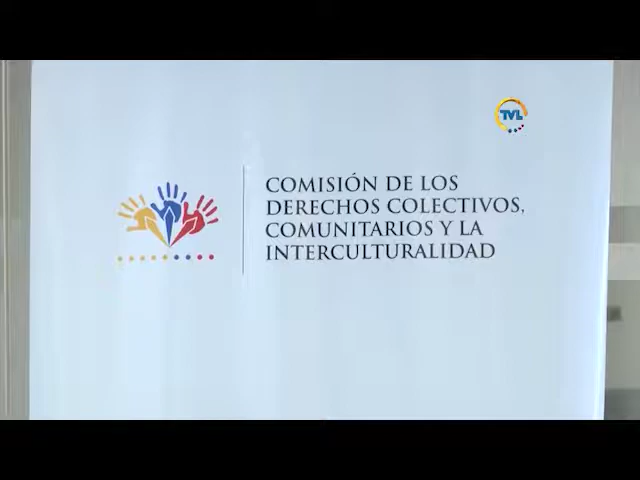 TVL
COMISIÓN DE LOS
DERECHOS COLECTIVOS,
COMUNITARIOS Y LA
INTERCULTURALIDAD